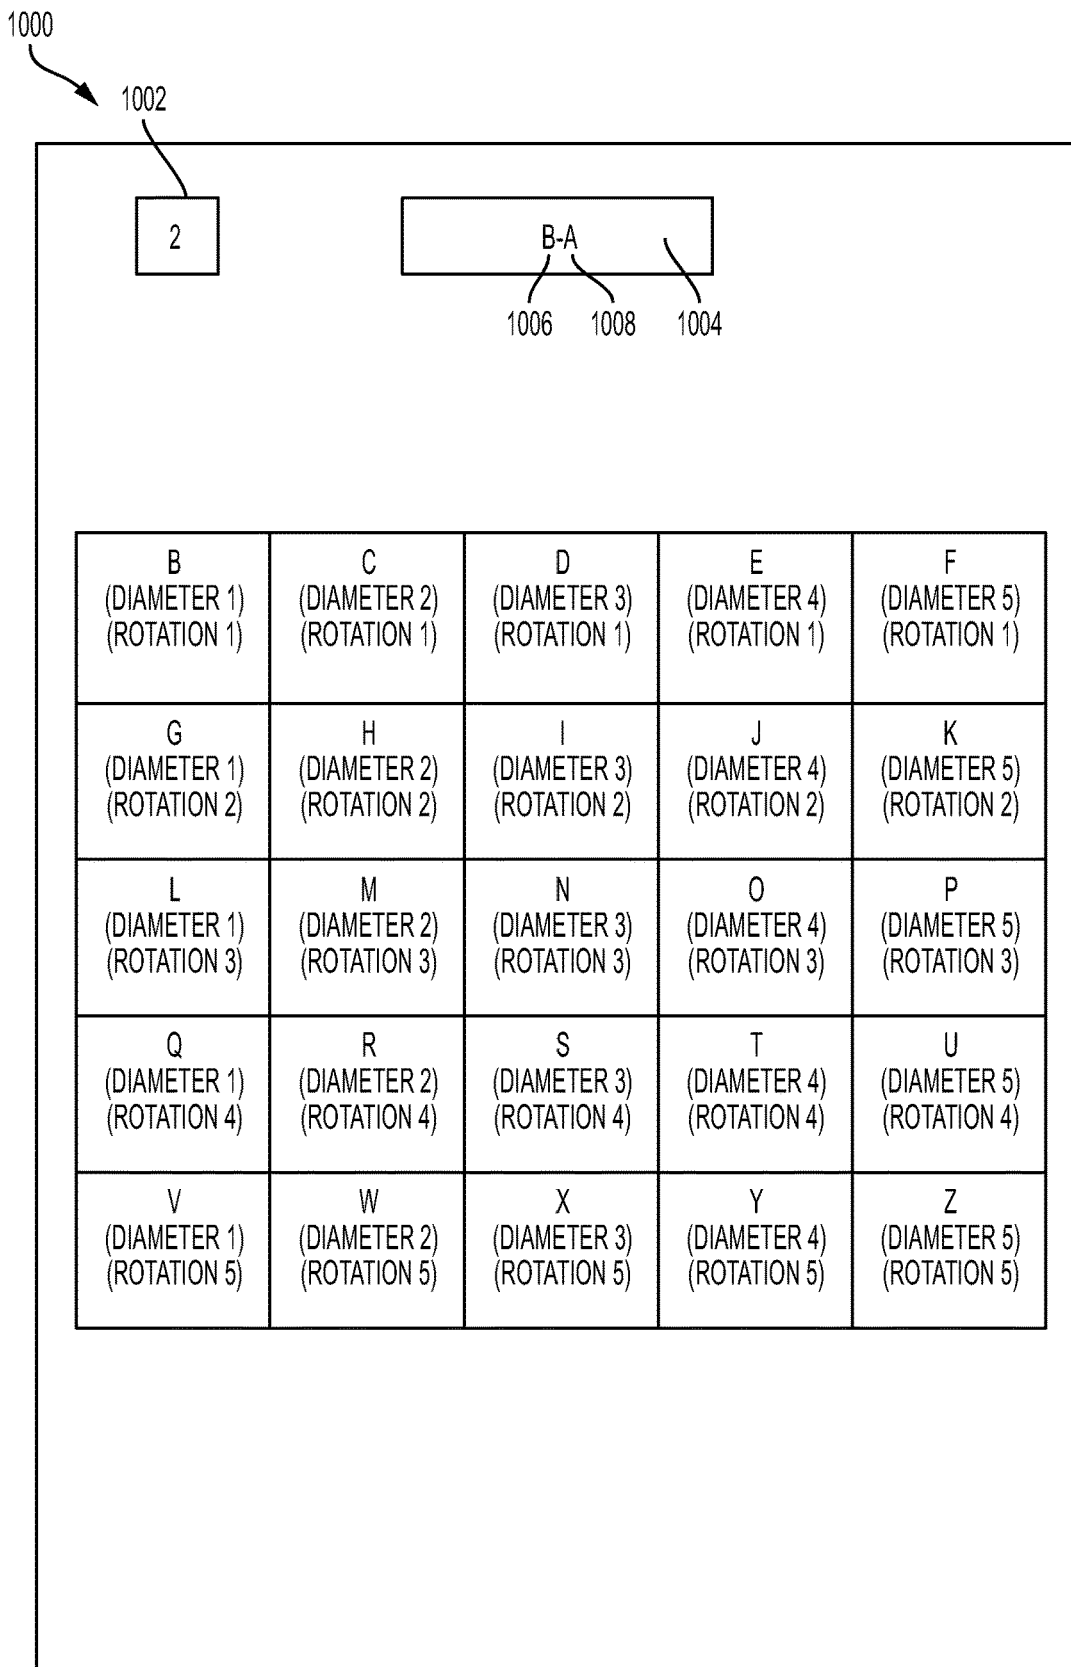 1000
1002
2
B-A
1006 1008 1004
B C D E F
(DIAMETER 1) (DIAMETER 2) (DIAMETER 3) (DIAMETER 4) (DIAMETER 5)
(ROTATION 1) (ROTATION 1) (ROTATION 1) (ROTATION 1) (ROTATION 1)
G H I J K
(DIAMETER 1) (DIAMETER 2) (DIAMETER 3) (DIAMETER 4) (DIAMETER 5)
(ROTATION 2) (ROTATION 2) (ROTATION 2) (ROTATION 2) (ROTATION 2)
L M N O P
(DIAMETER 1) (DIAMETER 2) (DIAMETER 3) (DIAMETER 4) (DIAMETER 5)
(ROTATION 3) (ROTATION 3) (ROTATION 3) (ROTATION 3) (ROTATION 3)
Q R S T U
(DIAMETER 1) (DIAMETER 2) (DIAMETER 3) (DIAMETER 4) (DIAMETER 5)
(ROTATION 4) (ROTATION 4) (ROTATION 4) (ROTATION 4) (ROTATION 4)
V W X Y Z
(DIAMETER 1) (DIAMETER 2) (DIAMETER 3) (DIAMETER 4) (DIAMETER 5)
(ROTATION 5) (ROTATION 5) (ROTATION 5) (ROTATION 5) (ROTATION 5)